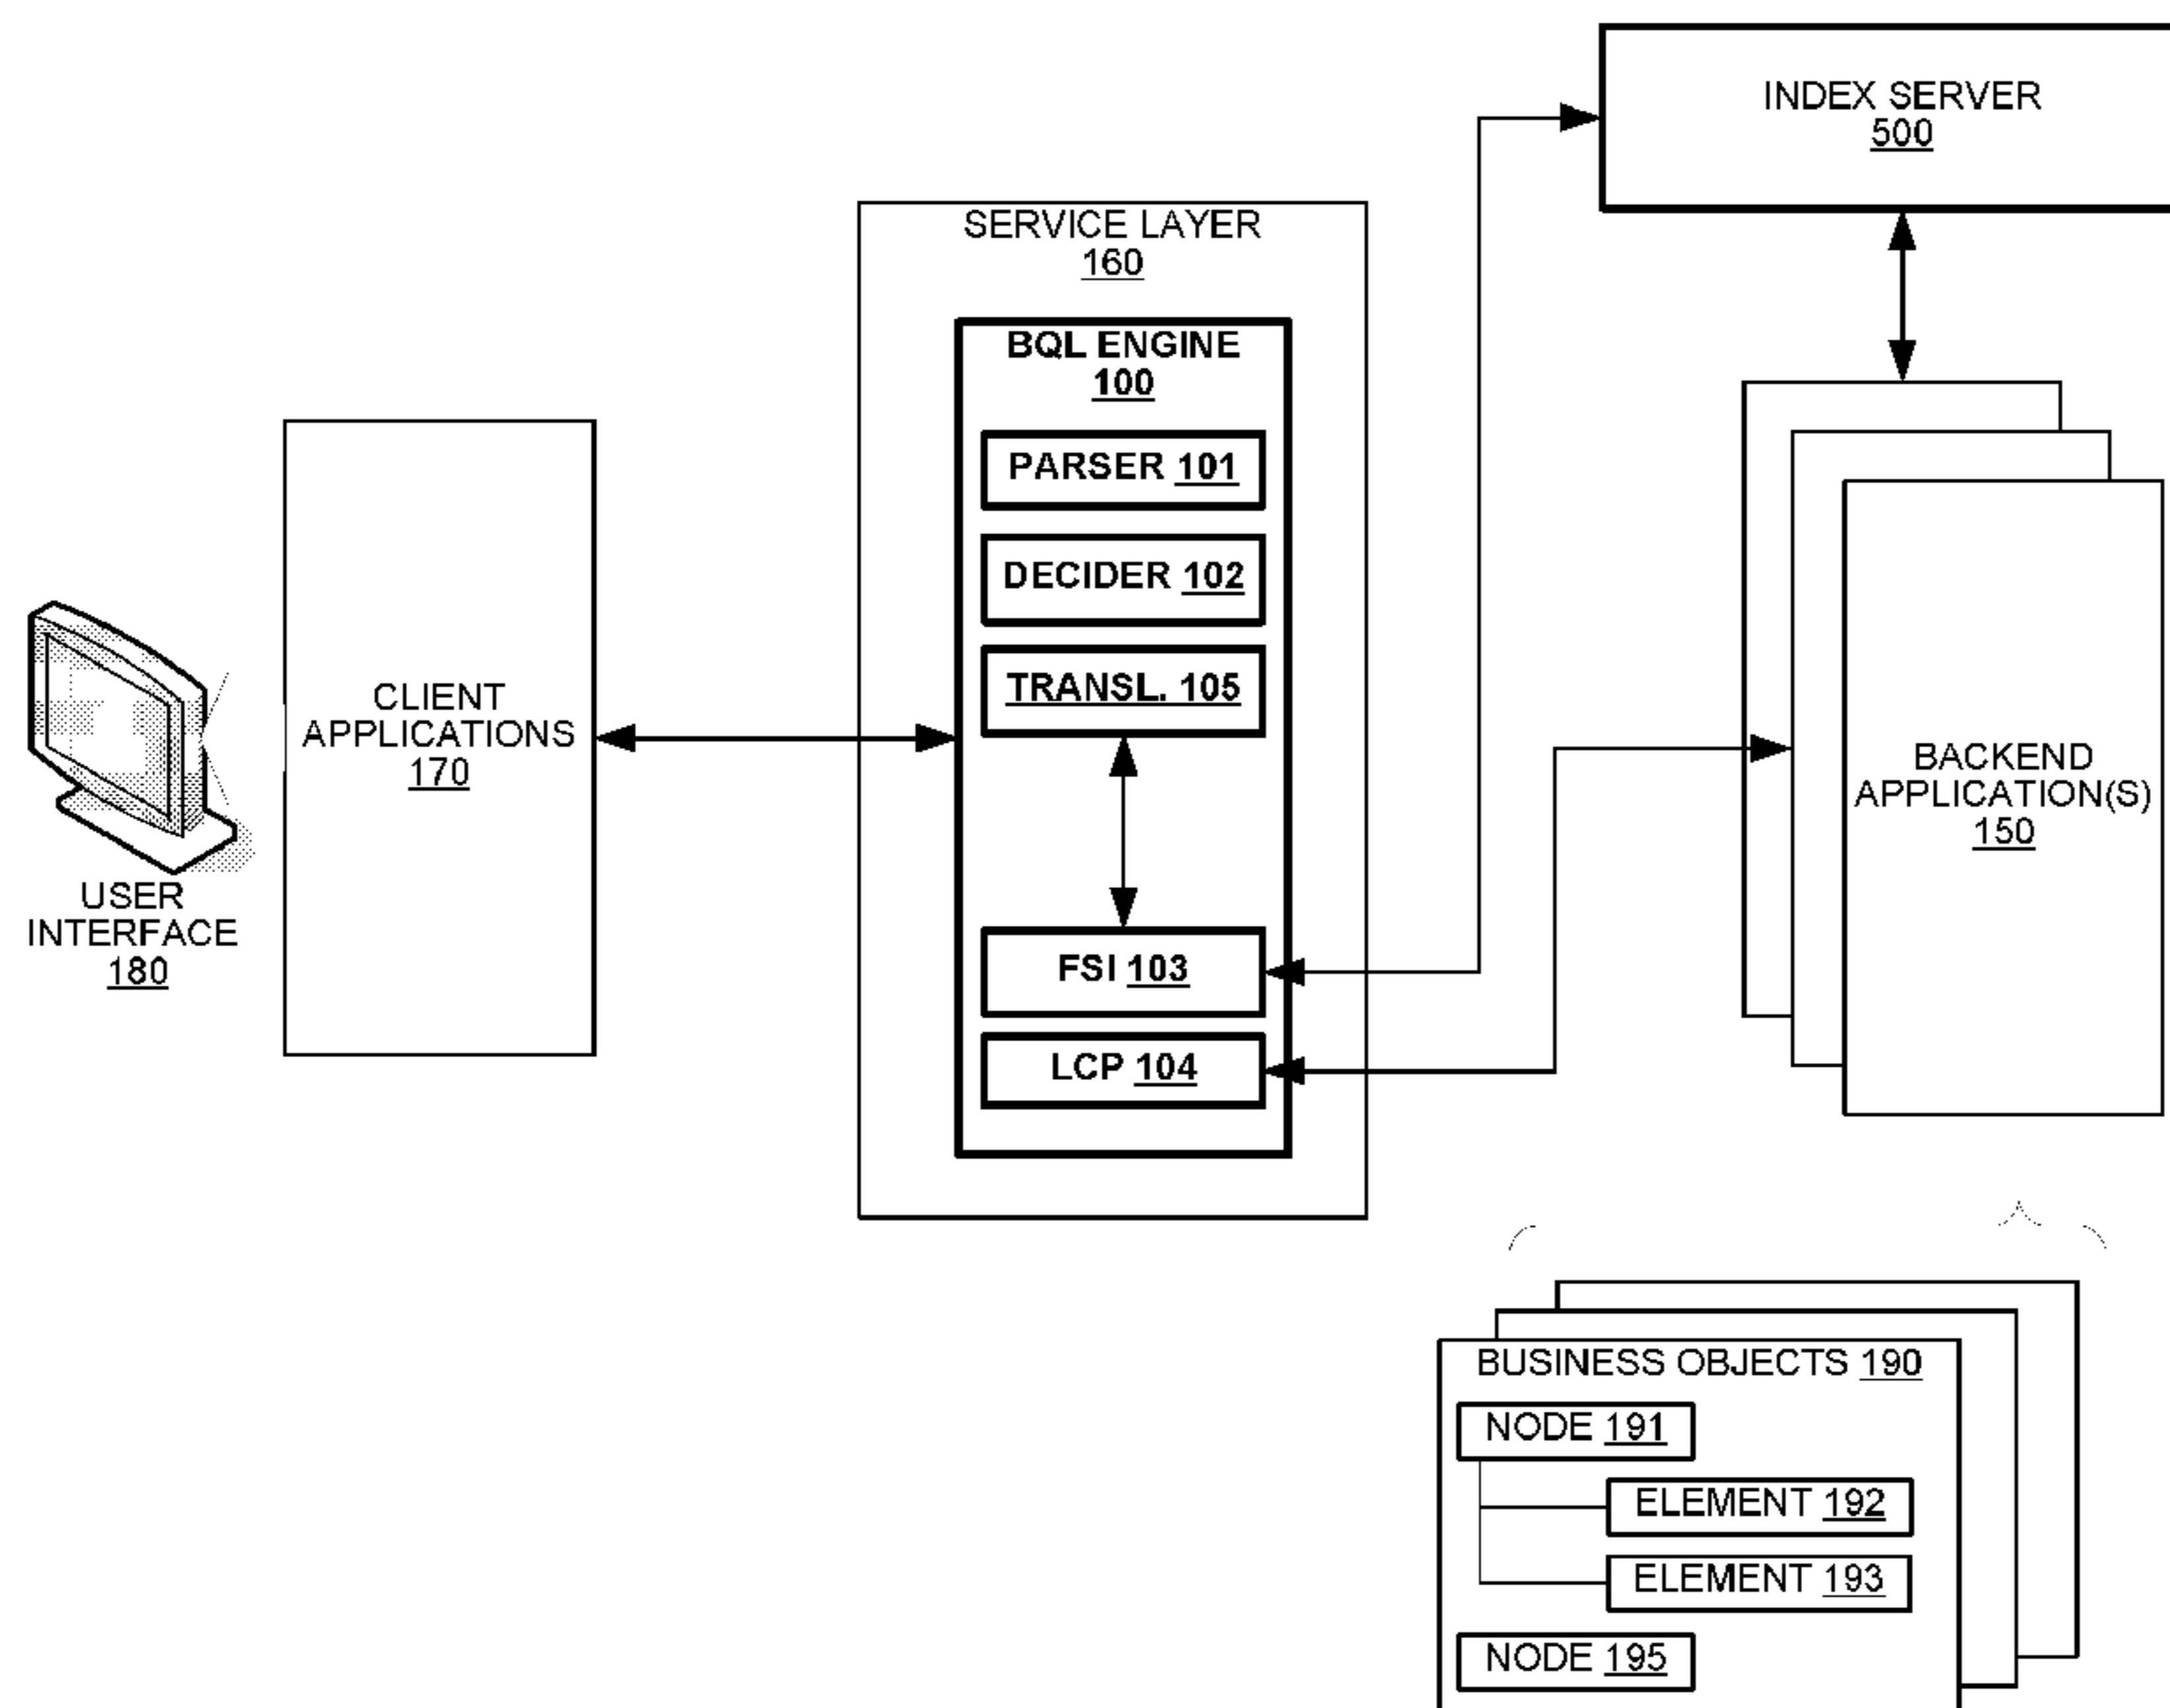 INDEX SERVER
500
SERVICE LAYER
160
BQL ENGINE
100
PARSER 101
DECIDER 102
TRANSL. 105
FSI 103
LCP 104
CLIENT
APPLICATIONS
170
USER
INTERFACE
180
BACKEND
APPLICATION(S)
150
BUSINESS OBJECTS 190
NODE 191
ELEMENT 192
ELEMENT 193
NODE 195